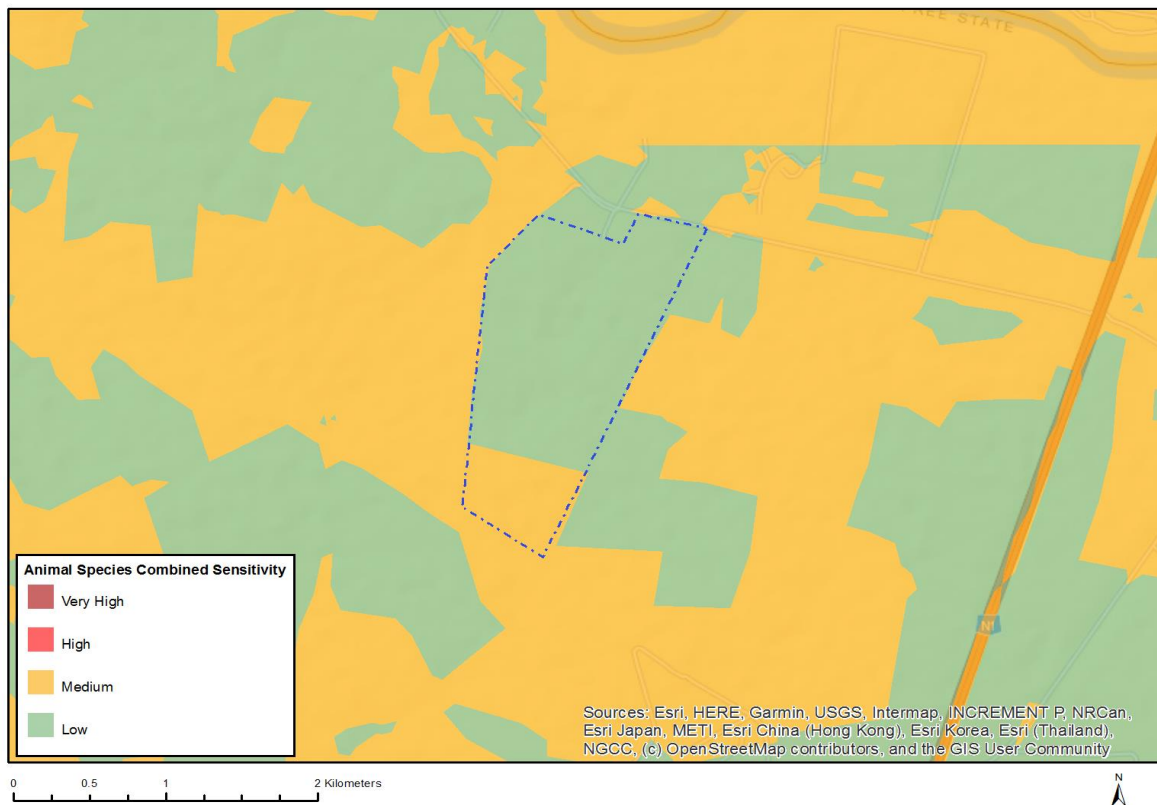 REE STATE
N1
Animal Species Combined Sensitivity
Very High
High
Medium
Low
Sources: Esri, HERE, Garmin, USGS, Intermap, INCREMENT P, NRCan,
Esri Japan, METI, Esri China (Hong Kong), Esri Korea, Esri (Thailand),
NGCC, (c) OpenStreetMap contributors, and the GIS User Community
0 0.5 1 2 Kilometers
N